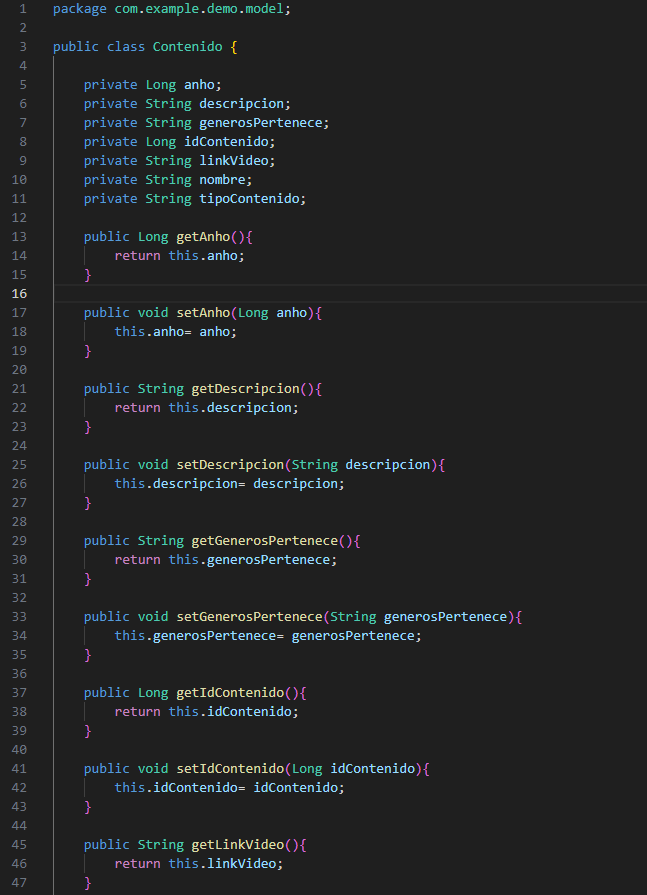 1 package com.example.demo.model;
2
3 public class Contenido {
4
5 private Long anho;
6 private String descripcion;
7 private String generosPertenece;
8 private Long idContenido;
9 private String linkVideo;
10 private String nombre;
11 private String tipoContenido;
12
13 public Long getAnho(){
14 return this.anho;
15 }
16
17 public void setAnho(Long anho){
18 this.anho= anho;
19 }
20
21 public String getDescripcion(){
22 return this.descripcion;
23 }
24
25 public void setDescripcion(String descripcion){
26 this.descripcion= descripcion;
27 }
28
29 public String getGenerosPertenece(){
30 return this.generosPertenece;
31 }
32
33 public void setGenerosPertenece(String generosPertenece){
34 this.generosPertenece= generosPertenece;
35 }
36
37 public Long getIdContenido(){
38 return this.idContenido;
39 }
40
41 public void setIdContenido(Long idContenido){
42 this.idContenido= idContenido;
43 }
44
45 public String getLinkVideo(){
46 return this.linkVideo;
47 }